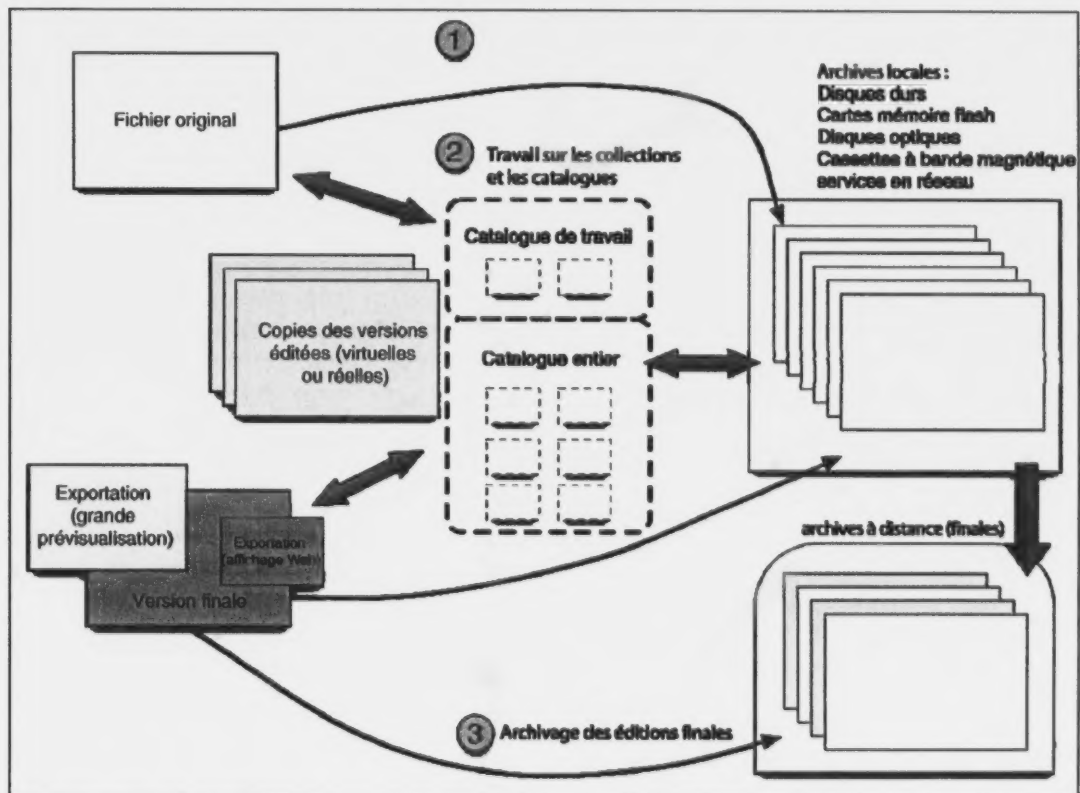 1
Fichier original
Archives locales :
Disques durs
Cartes mémoire flash
Disques optiques
Cassettes à bande magnétique
services en réseau
2
Travail sur les collections
et les catalogues
Catalogue de travail
Copies des versions
éditées (virtuelles
ou réelles)
Catalogue entier
Exportation
(grande
prévisualisation)
Exportation
(affichage Web)
Version finale
archives à distance (finales)
3
Archivage des éditions finales